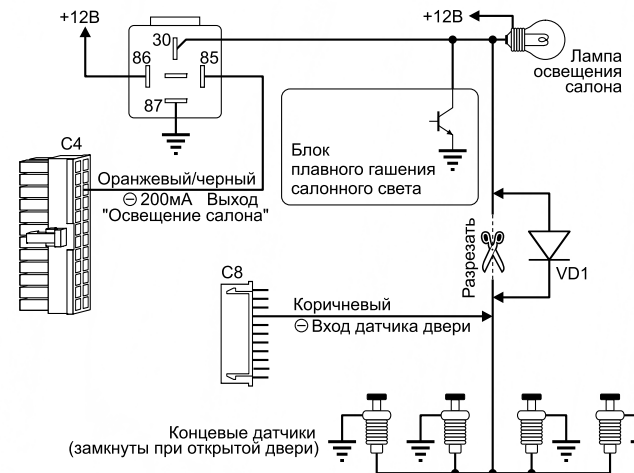 +12В
+12В
30
86
85
87
Лампа
освещения
салона
C4
Оранжевый/черный
⊖ 200мА Выход
"Освещение салона"
Блок
плавного гашения
салонного света
Разрезать
VD1
C8
Коричневый
⊖ Вход датчика двери
Концевые датчики
(замкнуты при открытой двери)